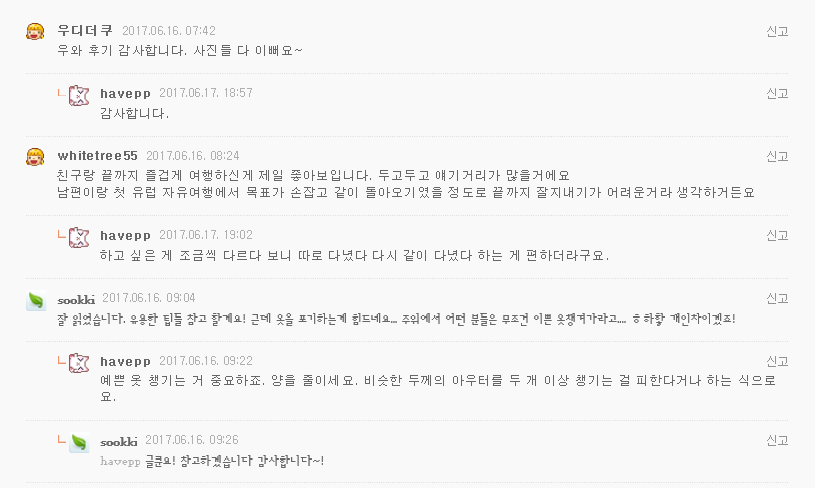 우디더쿠 2017.06.16. 07:42 신고
우와 후기 감사합니다. 사진들 다 이뻐요~
havepp 2017.06.17. 18:57 신고
감사합니다.
whitetree55 2017.06.16. 08:24 신고
친구랑 끝까지 즐겁게 여행하신게 제일 좋아보입니다. 두고두고 얘기거리가 많을거에요
남편이랑 첫 유럽 자유여행에서 목표가 손잡고 같이 돌아오기였을 정도로 끝까지 잘지내기가 어려운거라 생각하거든요
havepp 2017.06.17. 19:02 신고
하고 싶은 게 조금씩 다르다 보니 따로 다녔다 다시 같이 다녔다 하는 게 편하더라구요.
sookki 2017.06.16. 09:04 신고
잘 읽었습니다. 유용한 팁들 참고 할게요! 근데 옷을 포기하는게 힘드네요... 주위에서 어떤 분들은 무조건 이쁜 옷챙겨가라고.... ㅎ하핳 개인차이겠죠!
havepp 2017.06.16. 09:22 신고
예쁜 옷 챙기는 거 중요하죠. 양을 줄이세요. 비슷한 두께의 아우터를 두 개 이상 챙기는 걸 피한다거나 하는 식으로
요.
sookki 2017.06.16. 09:26 신고
havepp 글쿤요! 참고하겠습니다 감사합니다~!